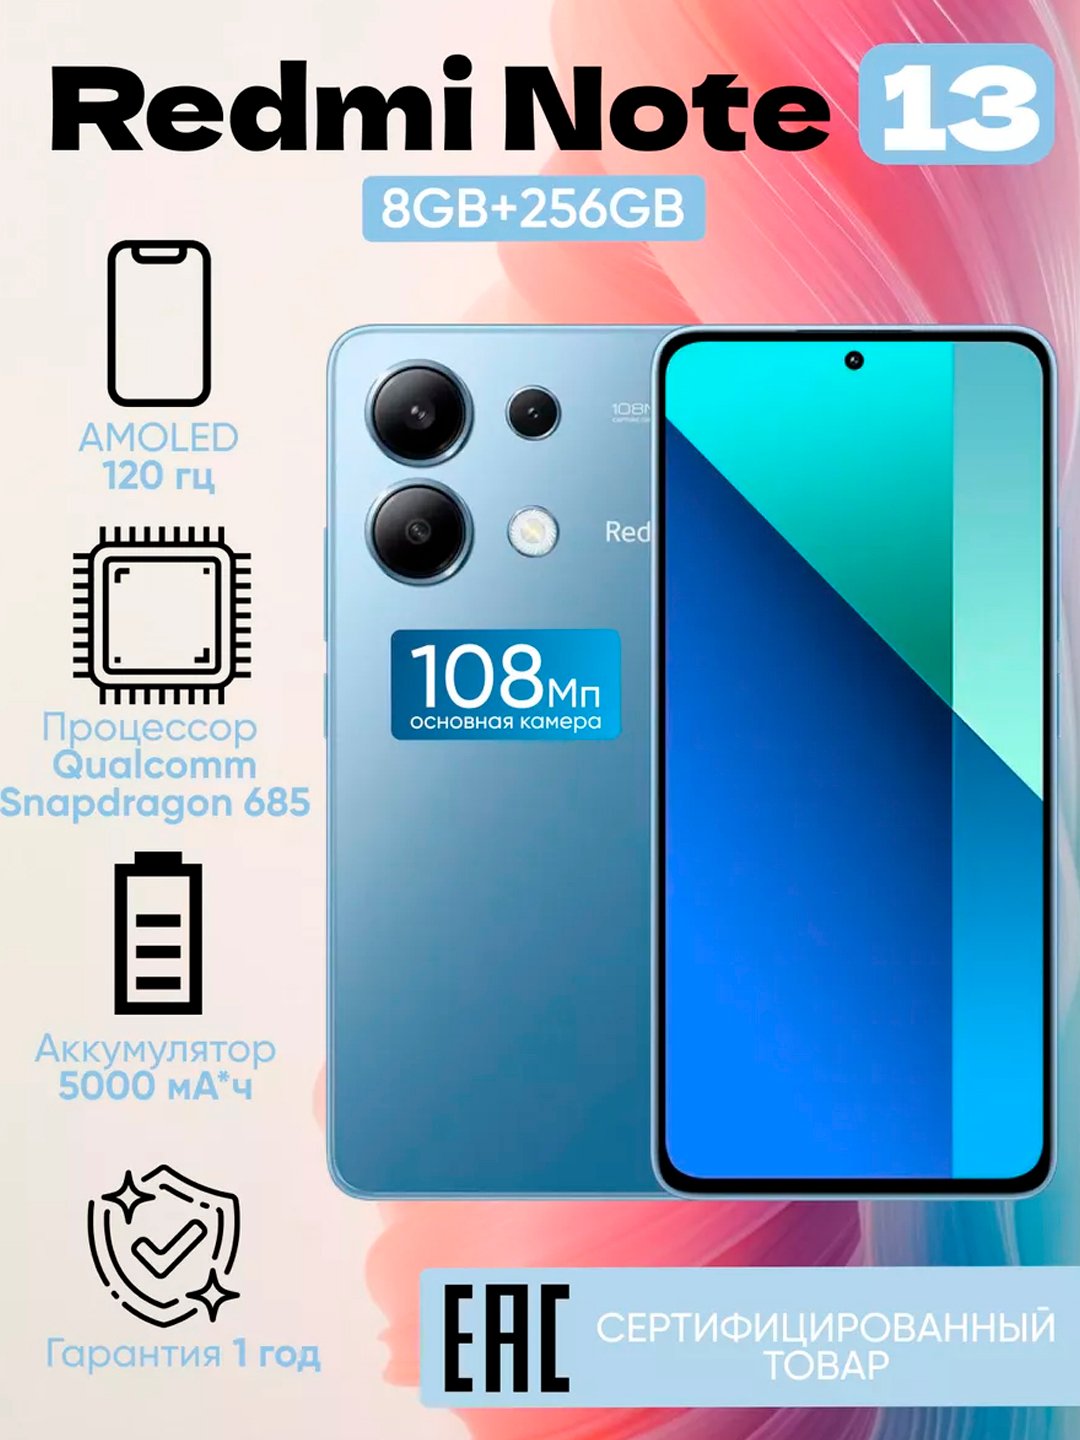 Redmi Note 13
8GB+256GB
AMOLED
120 гц
Процессор
Qualcomm
Snapdragon 685
Аккумулятор
5000 мА*ч
Гарантия 1 год
Red
108Мп
основная камера
EAC
СЕРТИФИЦИРОВАННЫЙ
ТОВАР